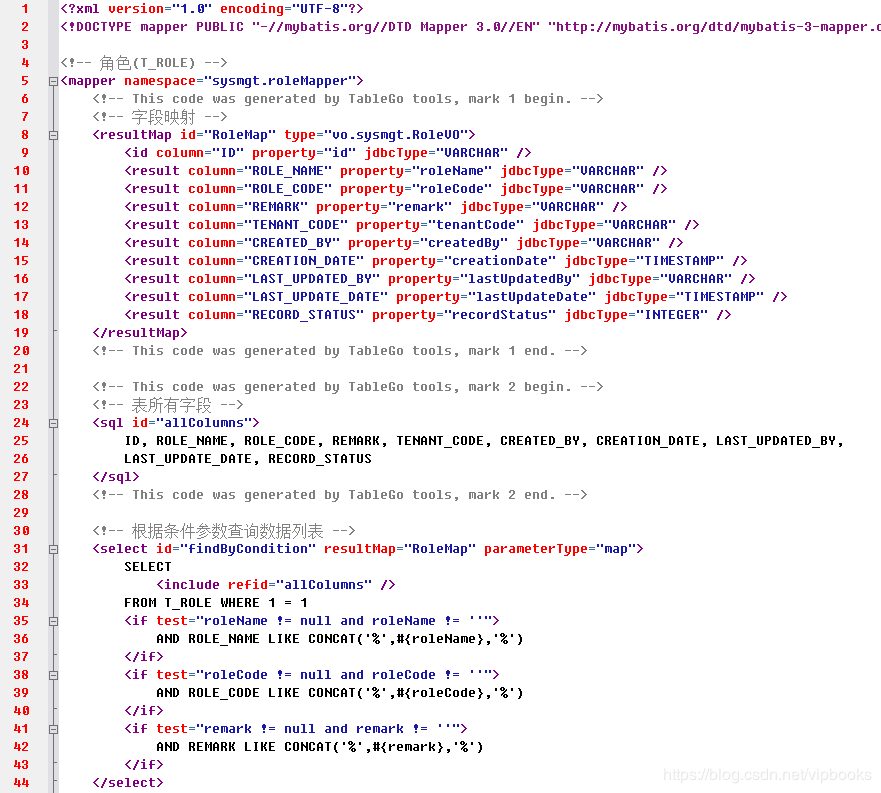 1 <?xml version="1.0" encoding="UTF-8"?>
2 <!DOCTYPE mapper PUBLIC "-//mybatis.org//DTD Mapper 3.0//EN" "http://mybatis.org/dtd/mybatis-3-mapper.d
3
4 <!-- 角色(T_ROLE) -->
5 <mapper namespace="sysmgt.roleMapper">
6 <!-- This code was generated by TableGo tools, mark 1 begin. -->
7 <!-- 字段映射 -->
8 <resultMap id="RoleMap" type="vo.sysmgt.RoleVO">
9 <id column="ID" property="id" jdbcType="VARCHAR" />
10 <result column="ROLE_NAME" property="roleName" jdbcType="VARCHAR" />
11 <result column="ROLE_CODE" property="roleCode" jdbcType="VARCHAR" />
12 <result column="REMARK" property="remark" jdbcType="VARCHAR" />
13 <result column="TENANT_CODE" property="tenantCode" jdbcType="VARCHAR" />
14 <result column="CREATED_BY" property="createdBy" jdbcType="VARCHAR" />
15 <result column="CREATION_DATE" property="creationDate" jdbcType="TIMESTAMP" />
16 <result column="LAST_UPDATED_BY" property="lastUpdatedBy" jdbcType="VARCHAR" />
17 <result column="LAST_UPDATE_DATE" property="lastUpdateDate" jdbcType="TIMESTAMP" />
18 <result column="RECORD_STATUS" property="recordStatus" jdbcType="INTEGER" />
19 </resultMap>
20 <!-- This code was generated by TableGo tools, mark 1 end. -->
21
22 <!-- This code was generated by TableGo tools, mark 2 begin. -->
23 <!-- 表所有字段 -->
24 <sql id="allColumns">
25 ID, ROLE_NAME, ROLE_CODE, REMARK, TENANT_CODE, CREATED_BY, CREATION_DATE, LAST_UPDATED_BY,
26 LAST_UPDATE_DATE, RECORD_STATUS
27 </sql>
28 <!-- This code was generated by TableGo tools, mark 2 end. -->
29
30 <!-- 根据条件参数查询数据列表 -->
31 <select id="findByCondition" resultMap="RoleMap" parameterType="map">
32 SELECT
33 <include refid="allColumns" />
34 FROM T_ROLE WHERE 1 = 1
35 <if test="roleName != null and roleName != ''">
36 AND ROLE_NAME LIKE CONCAT('%',#{roleName},'%')
37 </if>
38 <if test="roleCode != null and roleCode != ''">
39 AND ROLE_CODE LIKE CONCAT('%',#{roleCode},'%')
40 </if>
41 <if test="remark != null and remark != ''">
42 AND REMARK LIKE CONCAT('%',#{remark},'%')
43 </if>
44 </select>
https://blog.csdn.net/vipbooks